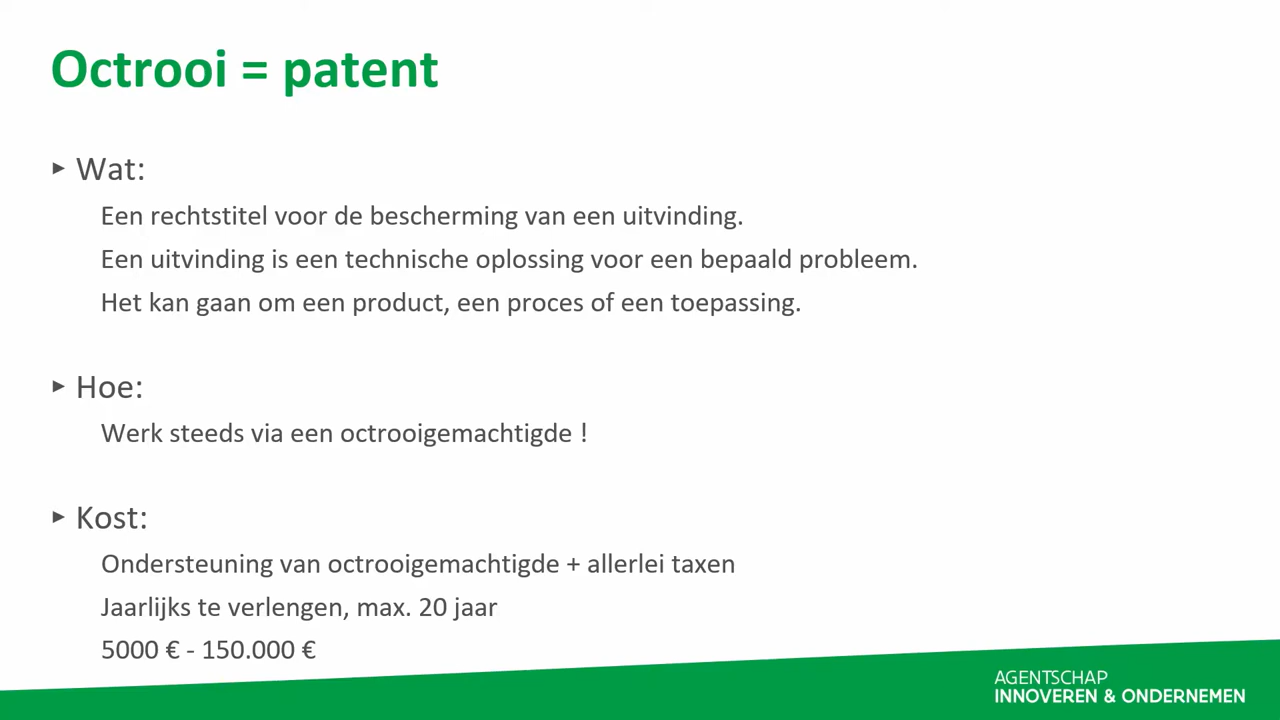 Octrooi = patent
Wat:
Een rechtstitel voor de bescherming van een uitvinding.
Een uitvinding is een technische oplossing voor een bepaald probleem.
Het kan gaan om een product, een proces of een toepassing.
Hoe:
Werk steeds via een octrooigemachtigde !
Kost:
Ondersteuning van octrooigemachtigde + allerlei taxen
Jaarlijks te verlengen, max. 20 jaar
5000 € - 150.000 €
AGENTSCHAP
INNOVEREN & ONDERNEMEN